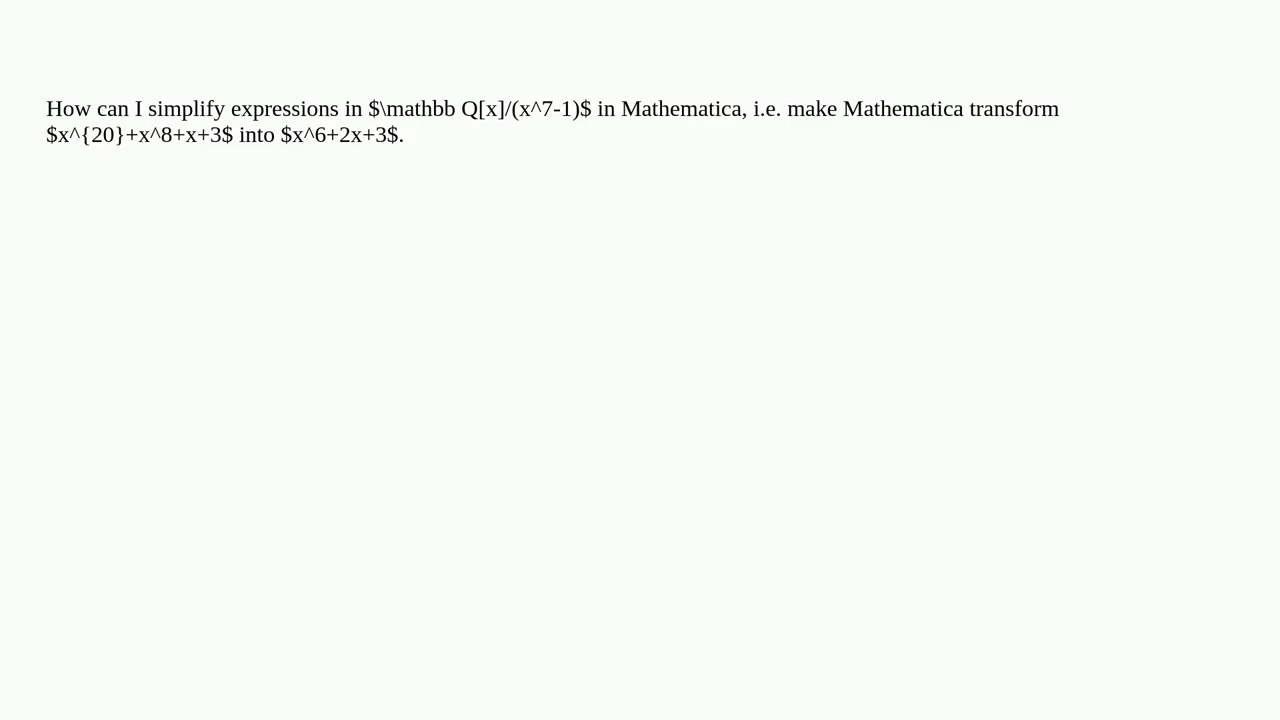 How can I simplify expressions in $\mathbb Q[x]/(x^7-1)$ in Mathematica, i.e. make Mathematica transform
$x^{20}+x^8+x+3$ into $x^6+2x+3$.